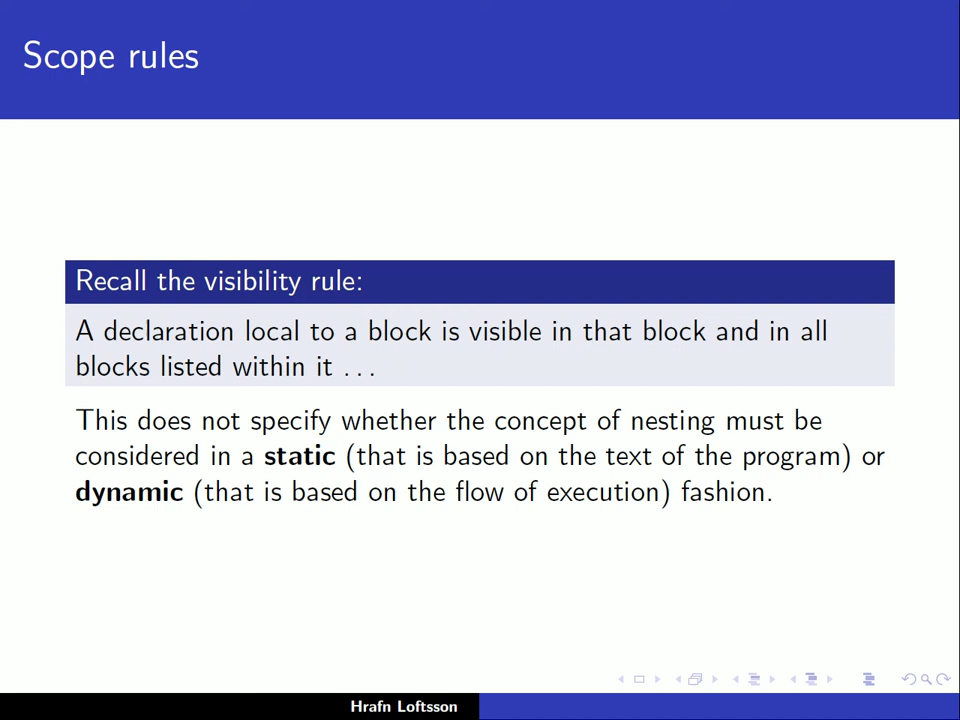 Scope rules
Recall the visibility rule:
A declaration local to a block is visible in that block and in all
blocks listed within it . . .
This does not specify whether the concept of nesting must be
considered in a static (that is based on the text of the program) or
dynamic (that is based on the flow of execution) fashion.
Hrafn Loftsson